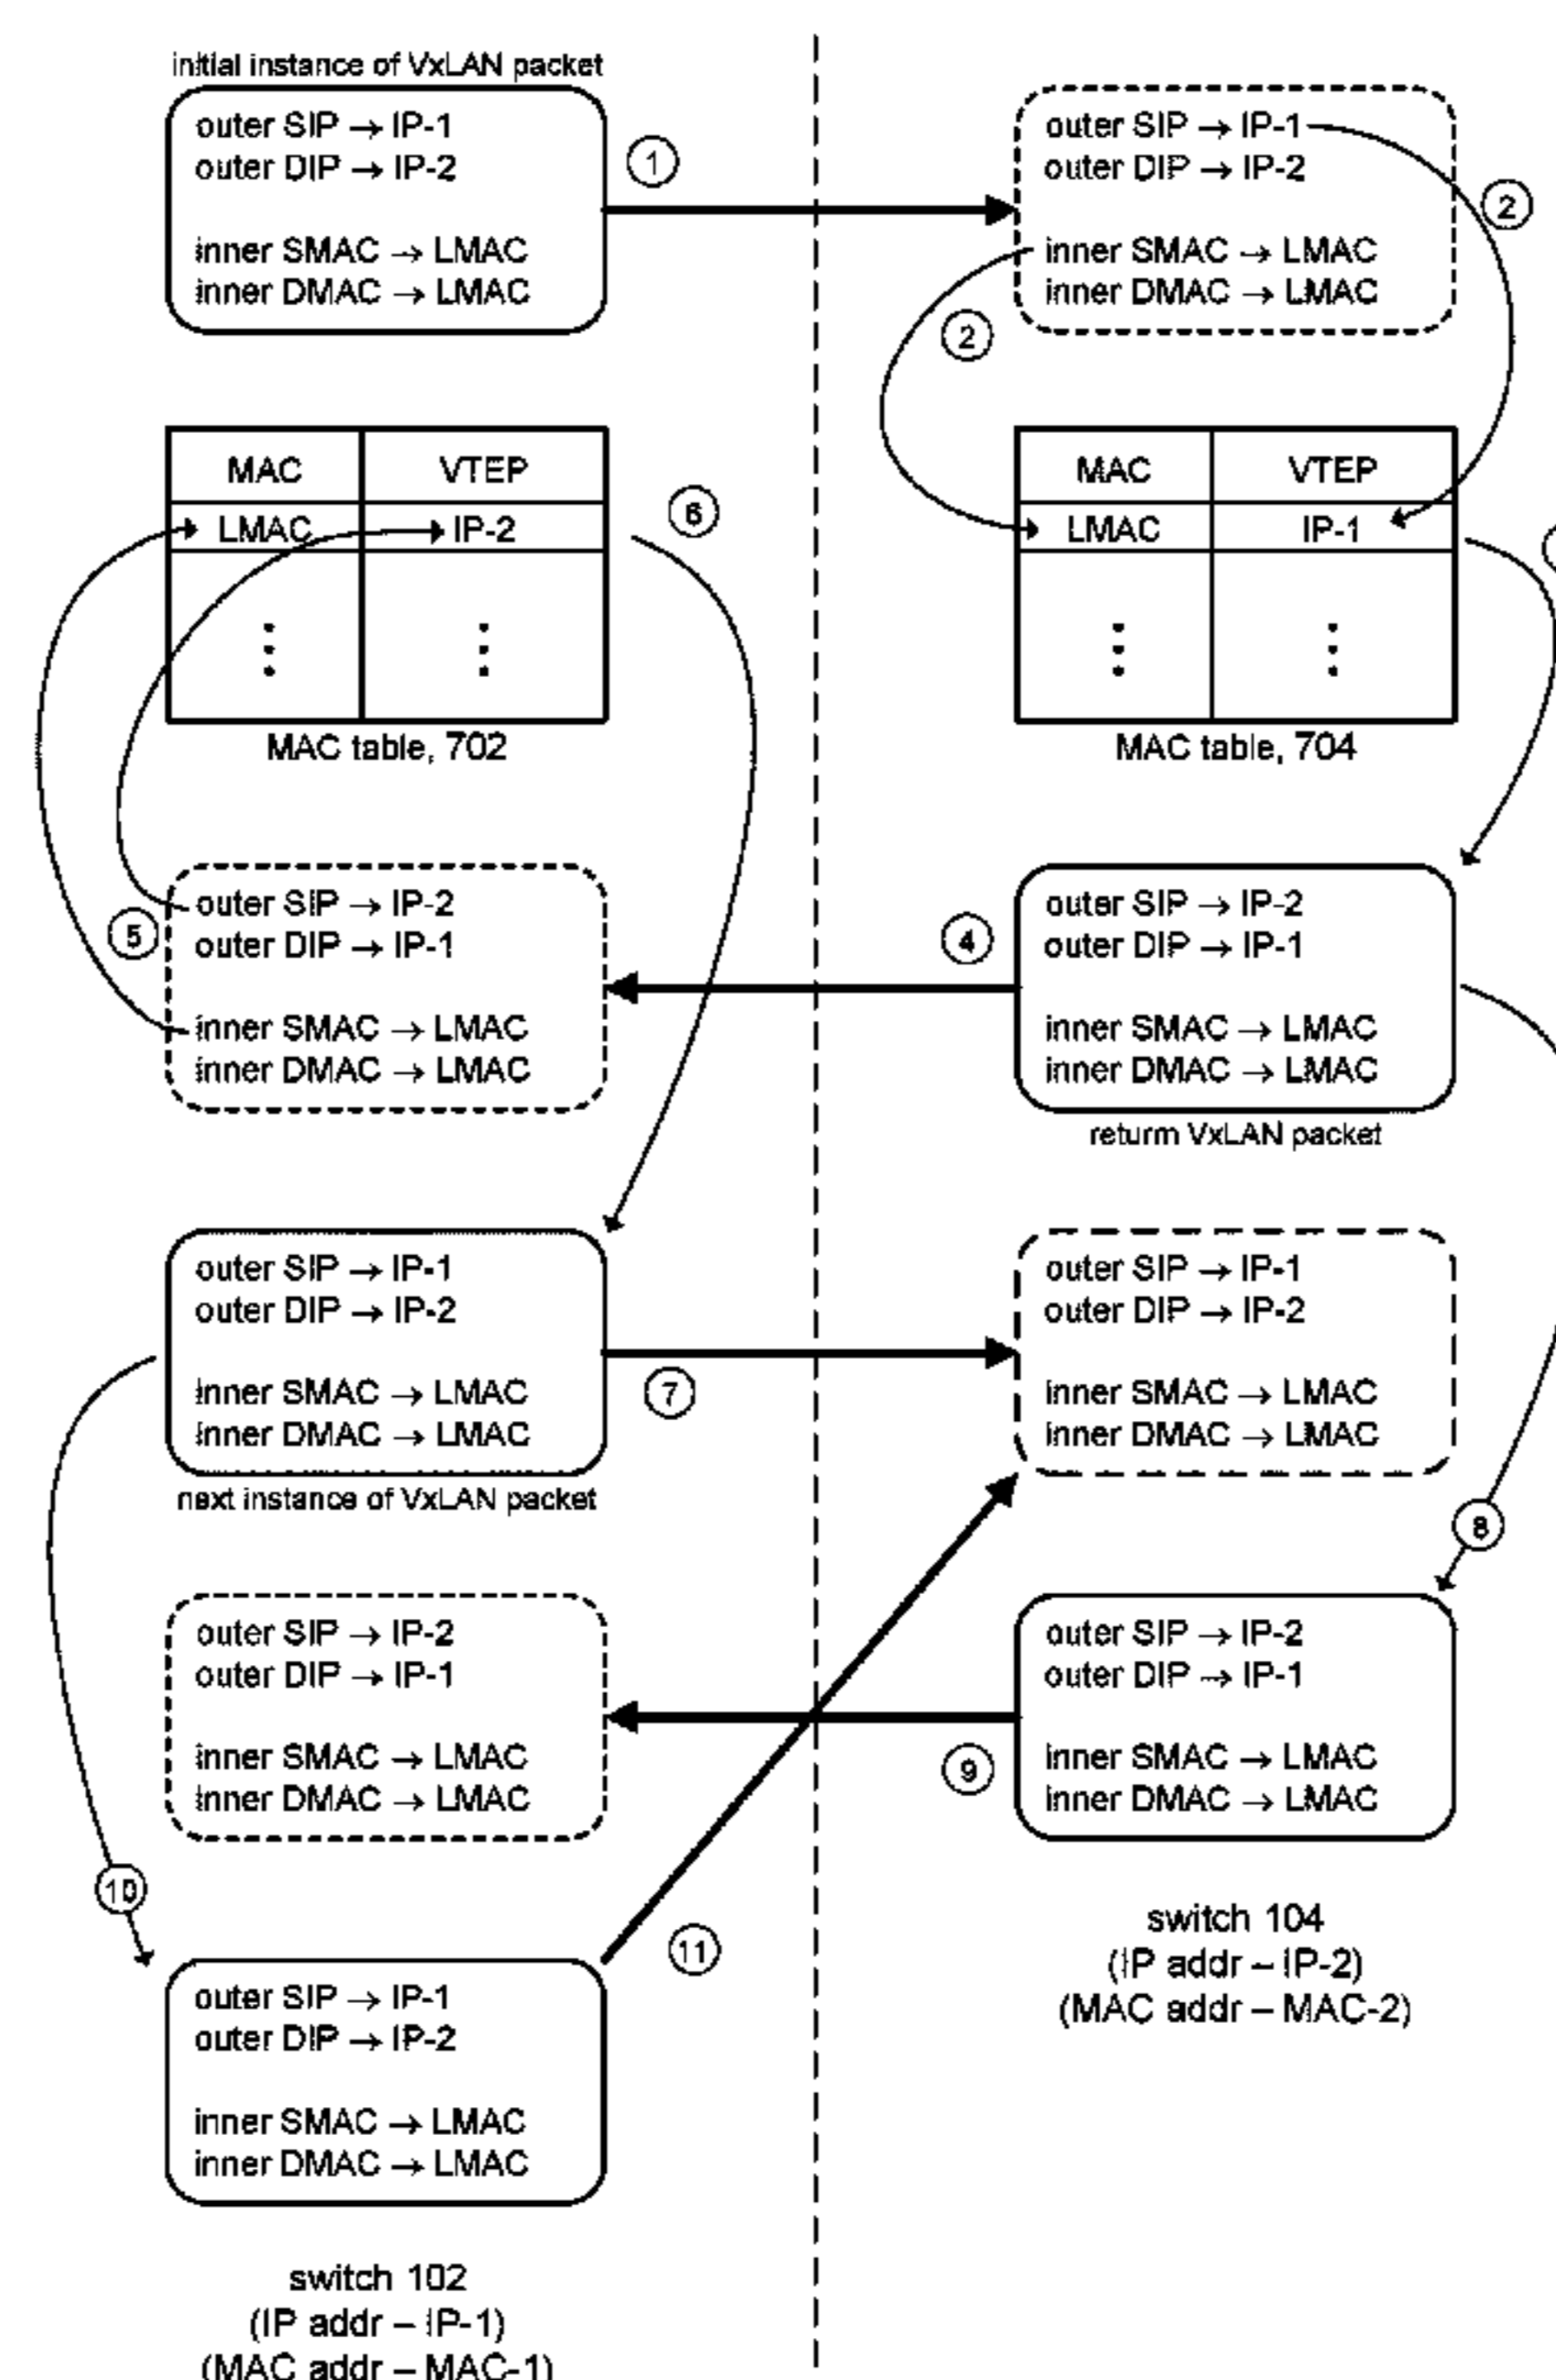 initial instance of VxLAN packet
outer SIP → IP-1
outer DIP → IP-2
inner SMAC → LMAC
inner DMAC → LMAC
1
outer SIP → IP-1
outer DIP → IP-2
inner SMAC → LMAC
inner DMAC → LMAC
2
2
MAC VTEP
LMAC IP-2
MAC table, 702
6
MAC VTEP
LMAC IP-1
MAC table, 704
outer SIP → IP-2
outer DIP → IP-1
inner SMAC → LMAC
inner DMAC → LMAC
5
4
outer SIP → IP-2
outer DIP → IP-1
inner SMAC → LMAC
inner DMAC → LMAC
returm VxLAN packet
outer SIP → IP-1
outer DIP → IP-2
inner SMAC → LMAC
inner DMAC → LMAC
next instance of VxLAN packet
7
outer SIP → IP-1
outer DIP → IP-2
inner SMAC → LMAC
inner DMAC → LMAC
8
outer SIP → IP-2
outer DIP → IP-1
inner SMAC → LMAC
inner DMAC → LMAC
9
outer SIP → IP-2
outer DIP → IP-1
inner SMAC → LMAC
inner DMAC → LMAC
10
11
outer SIP → IP-1
outer DIP → IP-2
inner SMAC → LMAC
inner DMAC → LMAC
switch 104
(IP addr – IP-2)
(MAC addr – MAC-2)
switch 102
(IP addr – IP-1)
(MAC addr – MAC-1)